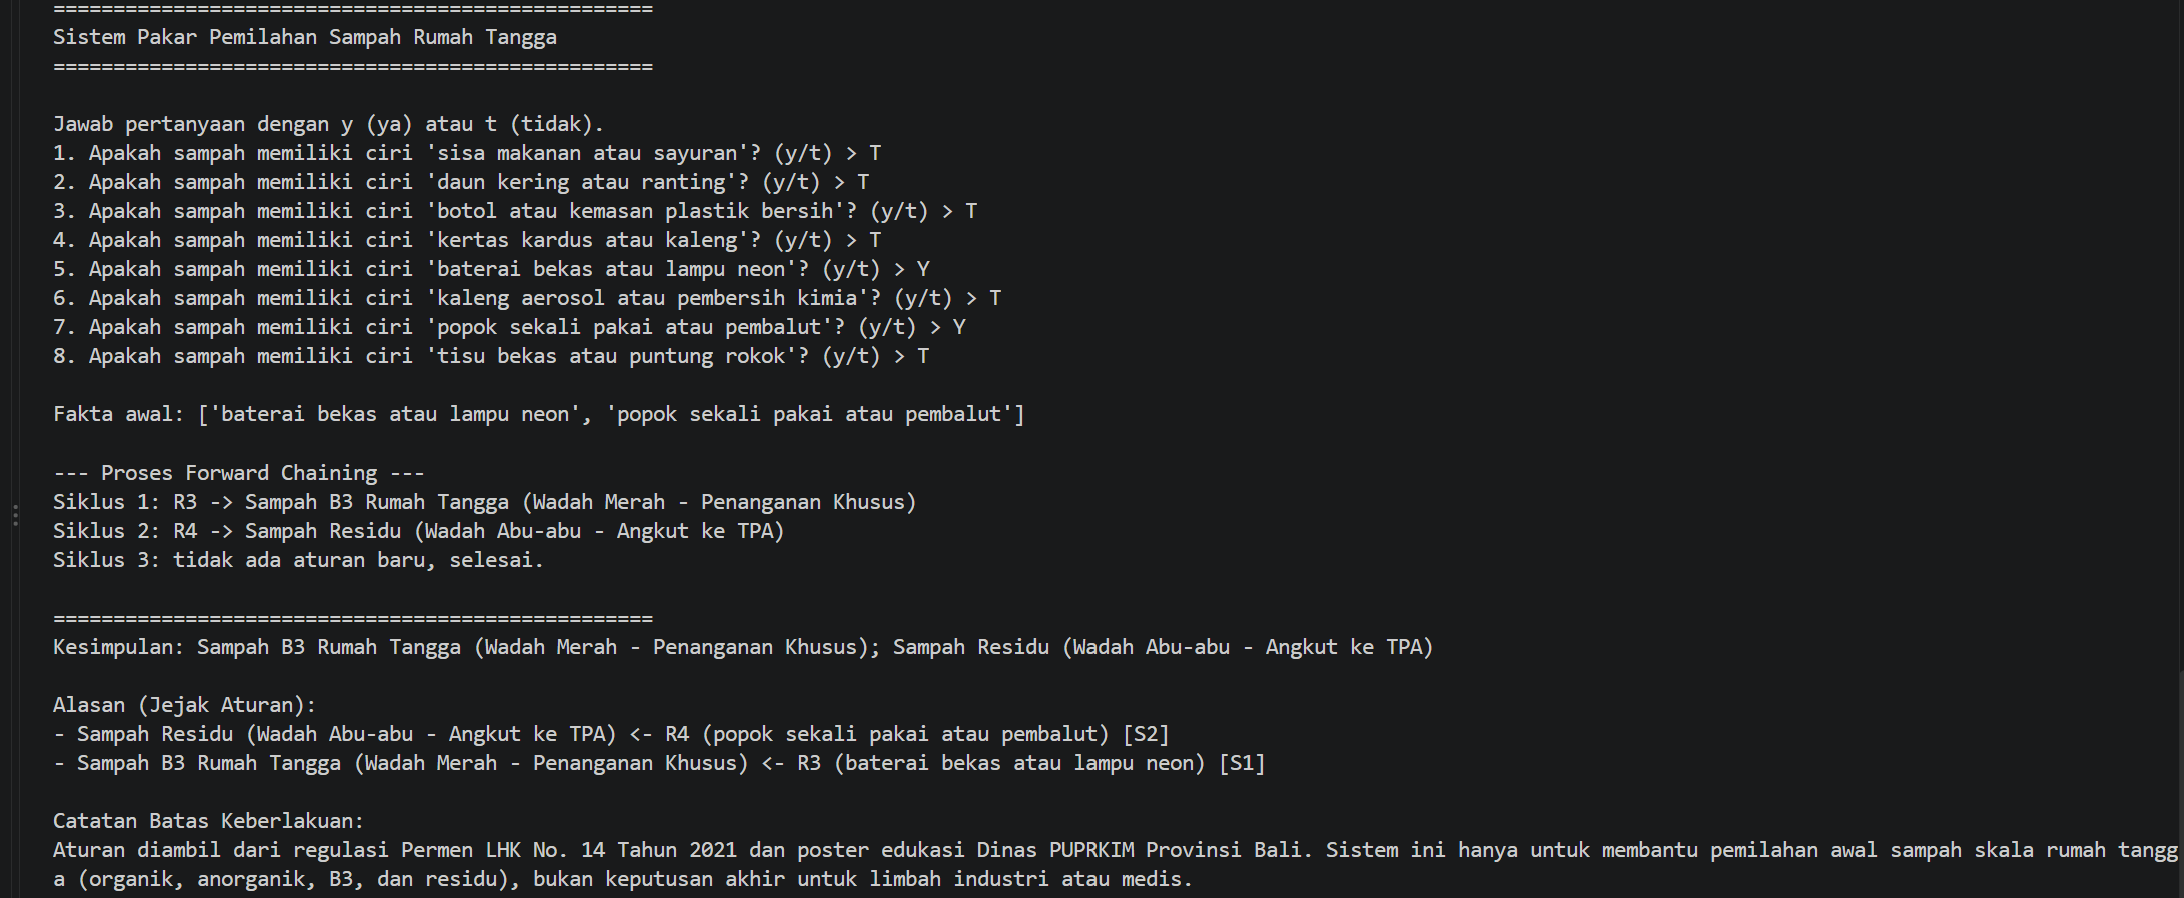 ==================================================
Sistem Pakar Pemilahan Sampah Rumah Tangga
==================================================
Jawab pertanyaan dengan y (ya) atau t (tidak).
1. Apakah sampah memiliki ciri 'sisa makanan atau sayuran'? (y/t) > T
2. Apakah sampah memiliki ciri 'daun kering atau ranting'? (y/t) > T
3. Apakah sampah memiliki ciri 'botol atau kemasan plastik bersih'? (y/t) > T
4. Apakah sampah memiliki ciri 'kertas kardus atau kaleng'? (y/t) > T
5. Apakah sampah memiliki ciri 'baterai bekas atau lampu neon'? (y/t) > Y
6. Apakah sampah memiliki ciri 'kaleng aerosol atau pembersih kimia'? (y/t) > T
7. Apakah sampah memiliki ciri 'popok sekali pakai atau pembalut'? (y/t) > Y
8. Apakah sampah memiliki ciri 'tisu bekas atau puntung rokok'? (y/t) > T
Fakta awal: ['baterai bekas atau lampu neon', 'popok sekali pakai atau pembalut']
--- Proses Forward Chaining ---
Siklus 1: R3 -> Sampah B3 Rumah Tangga (Wadah Merah - Penanganan Khusus)
Siklus 2: R4 -> Sampah Residu (Wadah Abu-abu - Angkut ke TPA)
Siklus 3: tidak ada aturan baru, selesai.
==================================================
Kesimpulan: Sampah B3 Rumah Tangga (Wadah Merah - Penanganan Khusus); Sampah Residu (Wadah Abu-abu - Angkut ke TPA)
Alasan (Jejak Aturan):
- Sampah Residu (Wadah Abu-abu - Angkut ke TPA) <- R4 (popok sekali pakai atau pembalut) [S2]
- Sampah B3 Rumah Tangga (Wadah Merah - Penanganan Khusus) <- R3 (baterai bekas atau lampu neon) [S1]
Catatan Batas Keberlakuan:
Aturan diambil dari regulasi Permen LHK No. 14 Tahun 2021 dan poster edukasi Dinas PUPRKIM Provinsi Bali. Sistem ini hanya untuk membantu pemilahan awal sampah skala rumah tangg
a (organik, anorganik, B3, dan residu), bukan keputusan akhir untuk limbah industri atau medis.